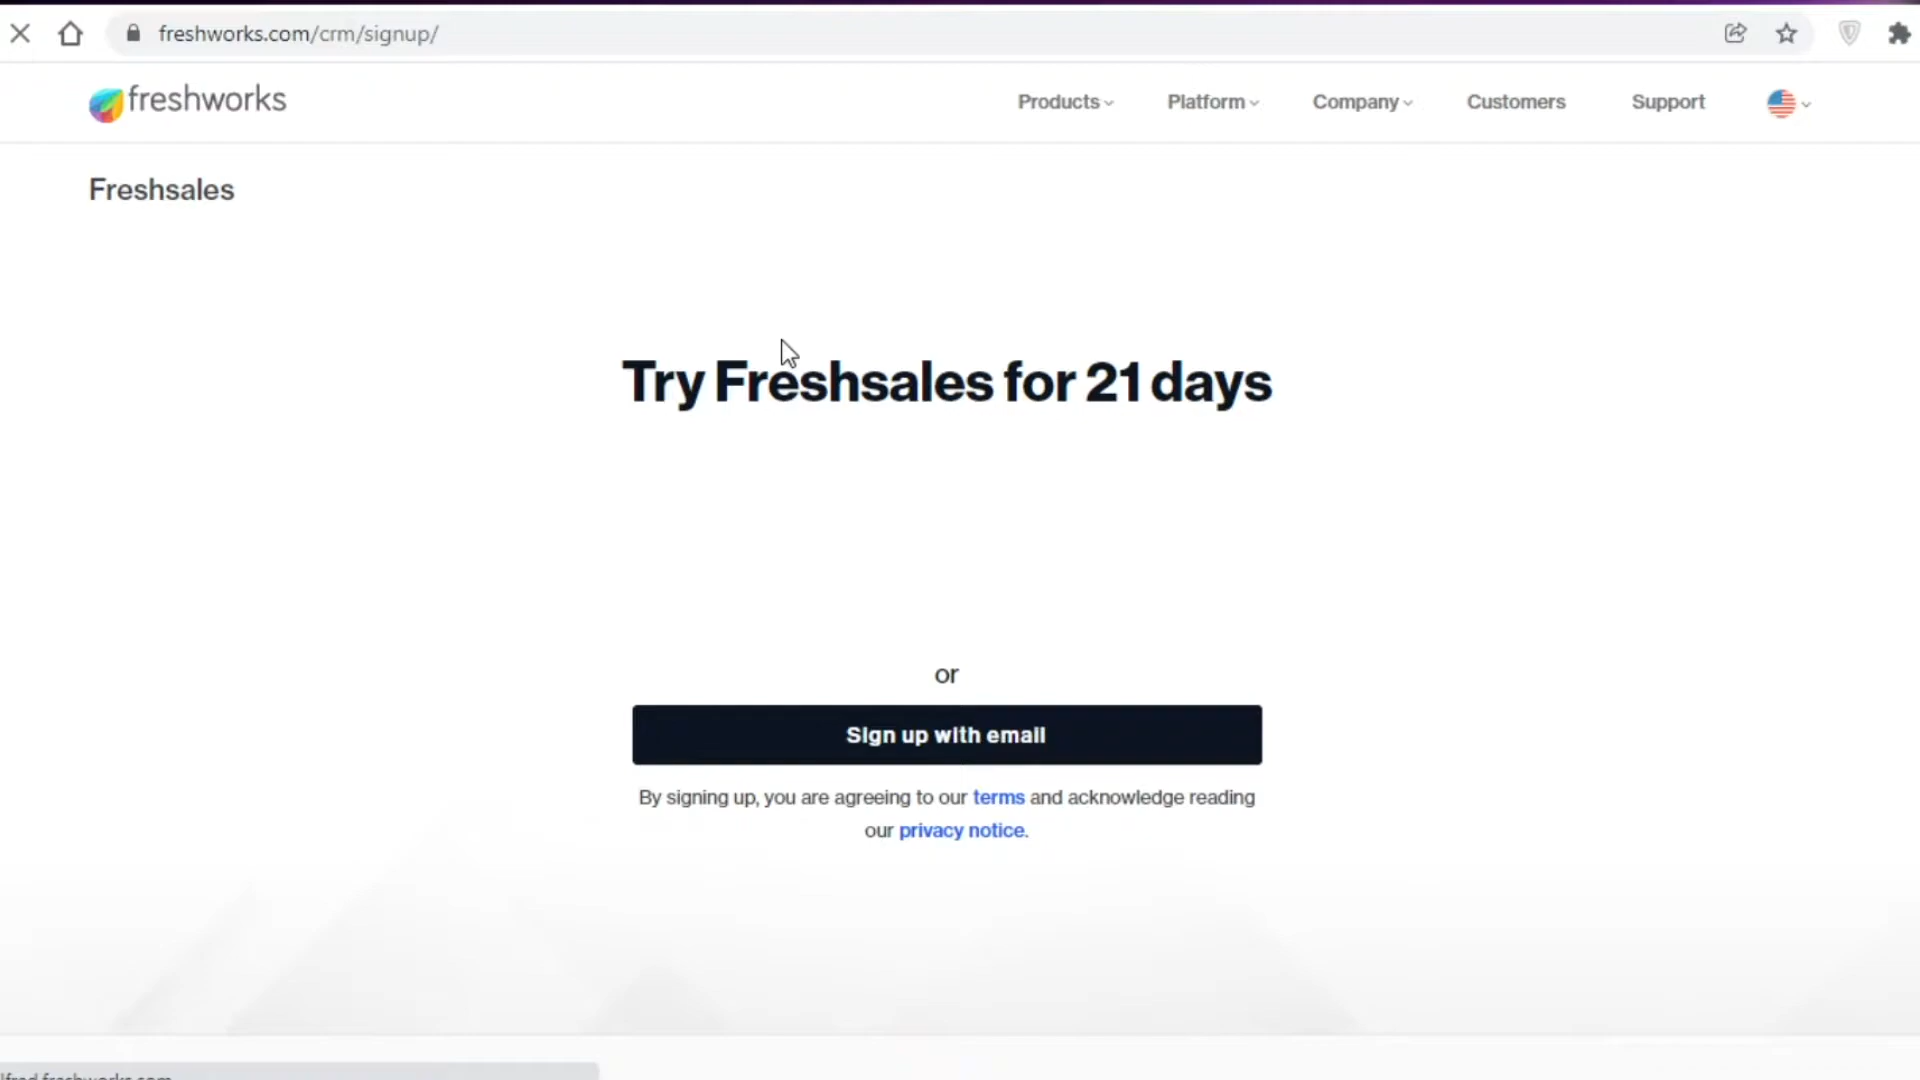 freshworks.com/crm/signup/
freshworks
Products
Platform
Company
Customers
Support
Freshsales
Try Freshsales for 21 days
or
Sign up with email
By signing up, you are agreeing to our terms and acknowledge reading
our privacy notice.